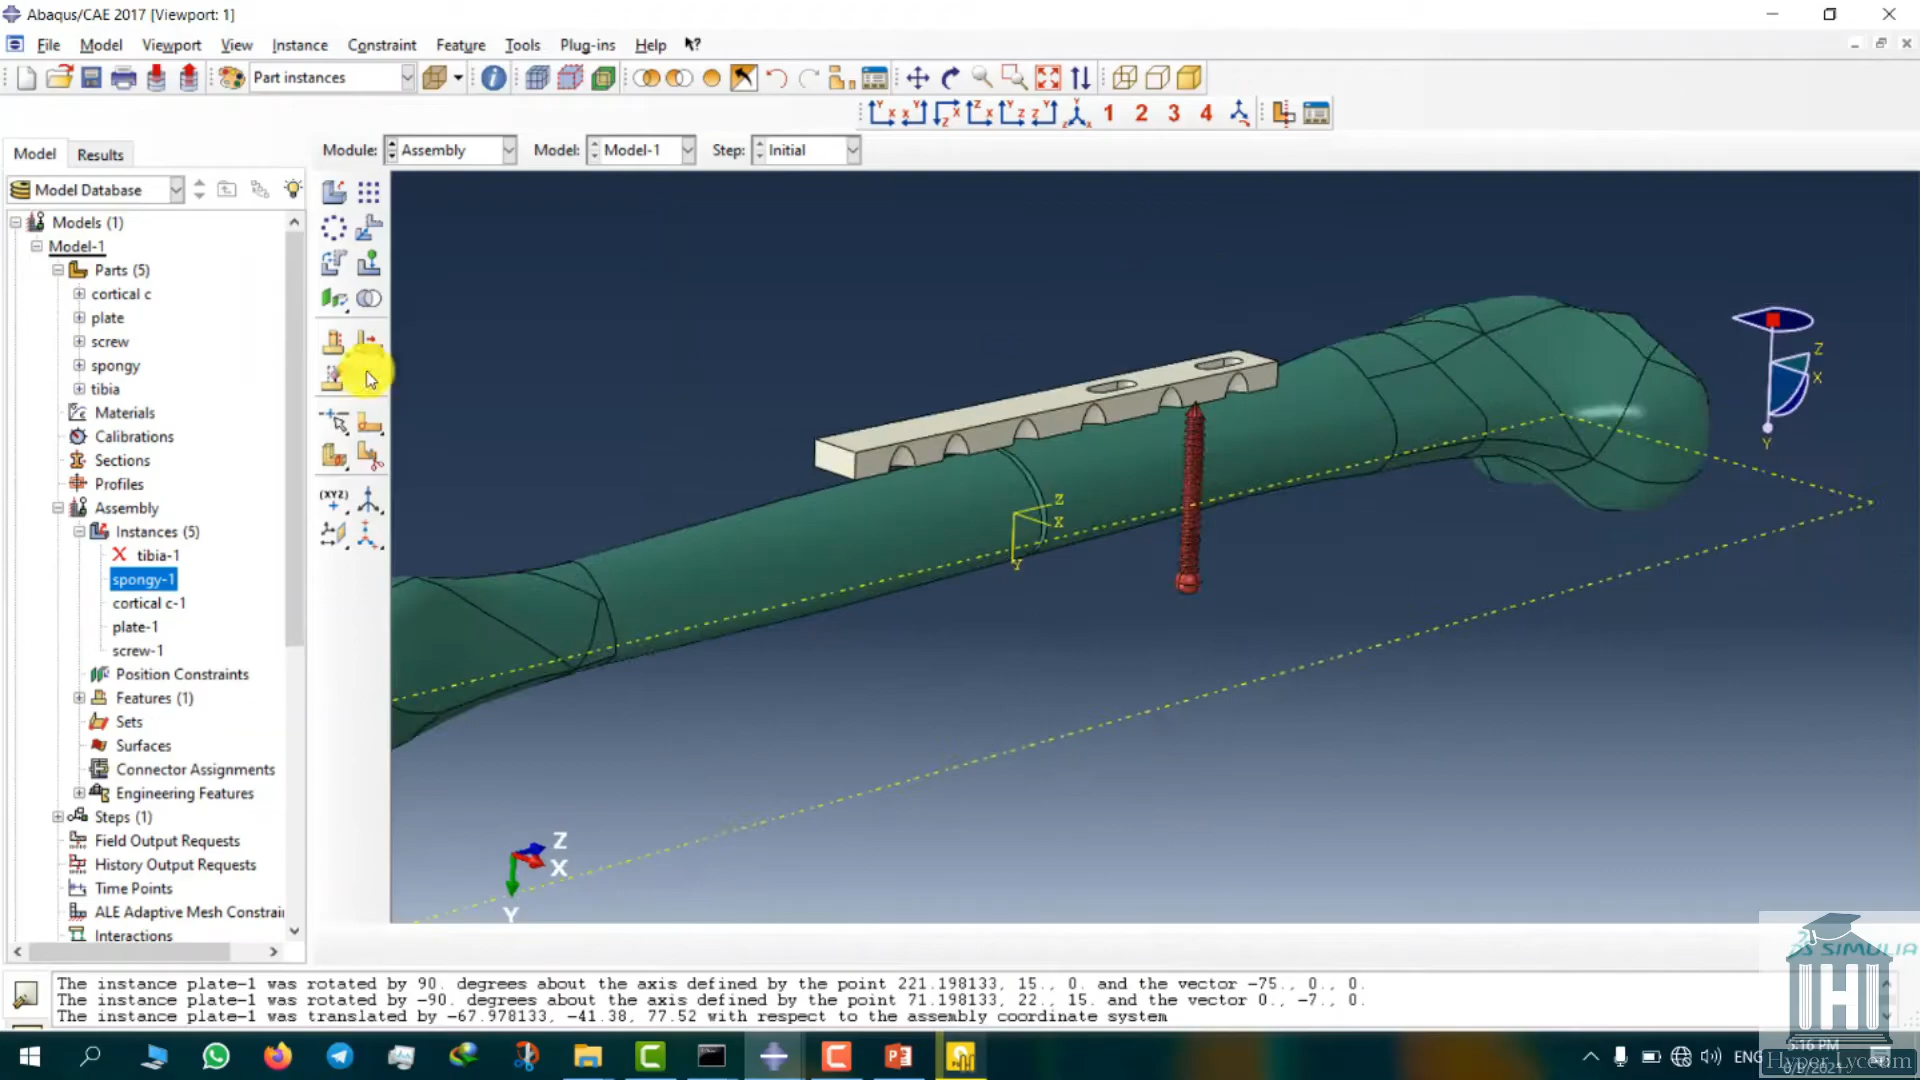 Abaqus/CAE 2017 [Viewport: 1]
File Model Viewport View Instance Constraint Feature Tools Plug-ins Help
Part instances
1 2 3 4
Model Results
Module: Assembly Model: Model-1 Step: Initial
Model Database
Models (1)
Model-1
Parts (5)
cortical c
plate
screw
spongy
tibia
Materials
Calibrations
Sections
Profiles
Assembly
Instances (5)
tibia-1
spongy-1
cortical c-1
plate-1
screw-1
Position Constraints
Features (1)
Sets
Surfaces
Connector Assignments
Engineering Features
Steps (1)
Field Output Requests
History Output Requests
Time Points
ALE Adaptive Mesh Constrai
Interactions
(XYZ)
Z
X
Y
Z
X
Y
Z
X
Y
SIMULIA
The instance plate-1 was rotated by 90. degrees about the axis defined by the point 221.198133, 15., 0. and the vector -75., 0., 0.
The instance plate-1 was rotated by -90. degrees about the axis defined by the point 71.198133, 22., 15. and the vector 0., -7., 0.
The instance plate-1 was translated by -67.978133, -41.38, 77.52 with respect to the assembly coordinate system
ENG
5:16 PM
H
Hyper Lyceum